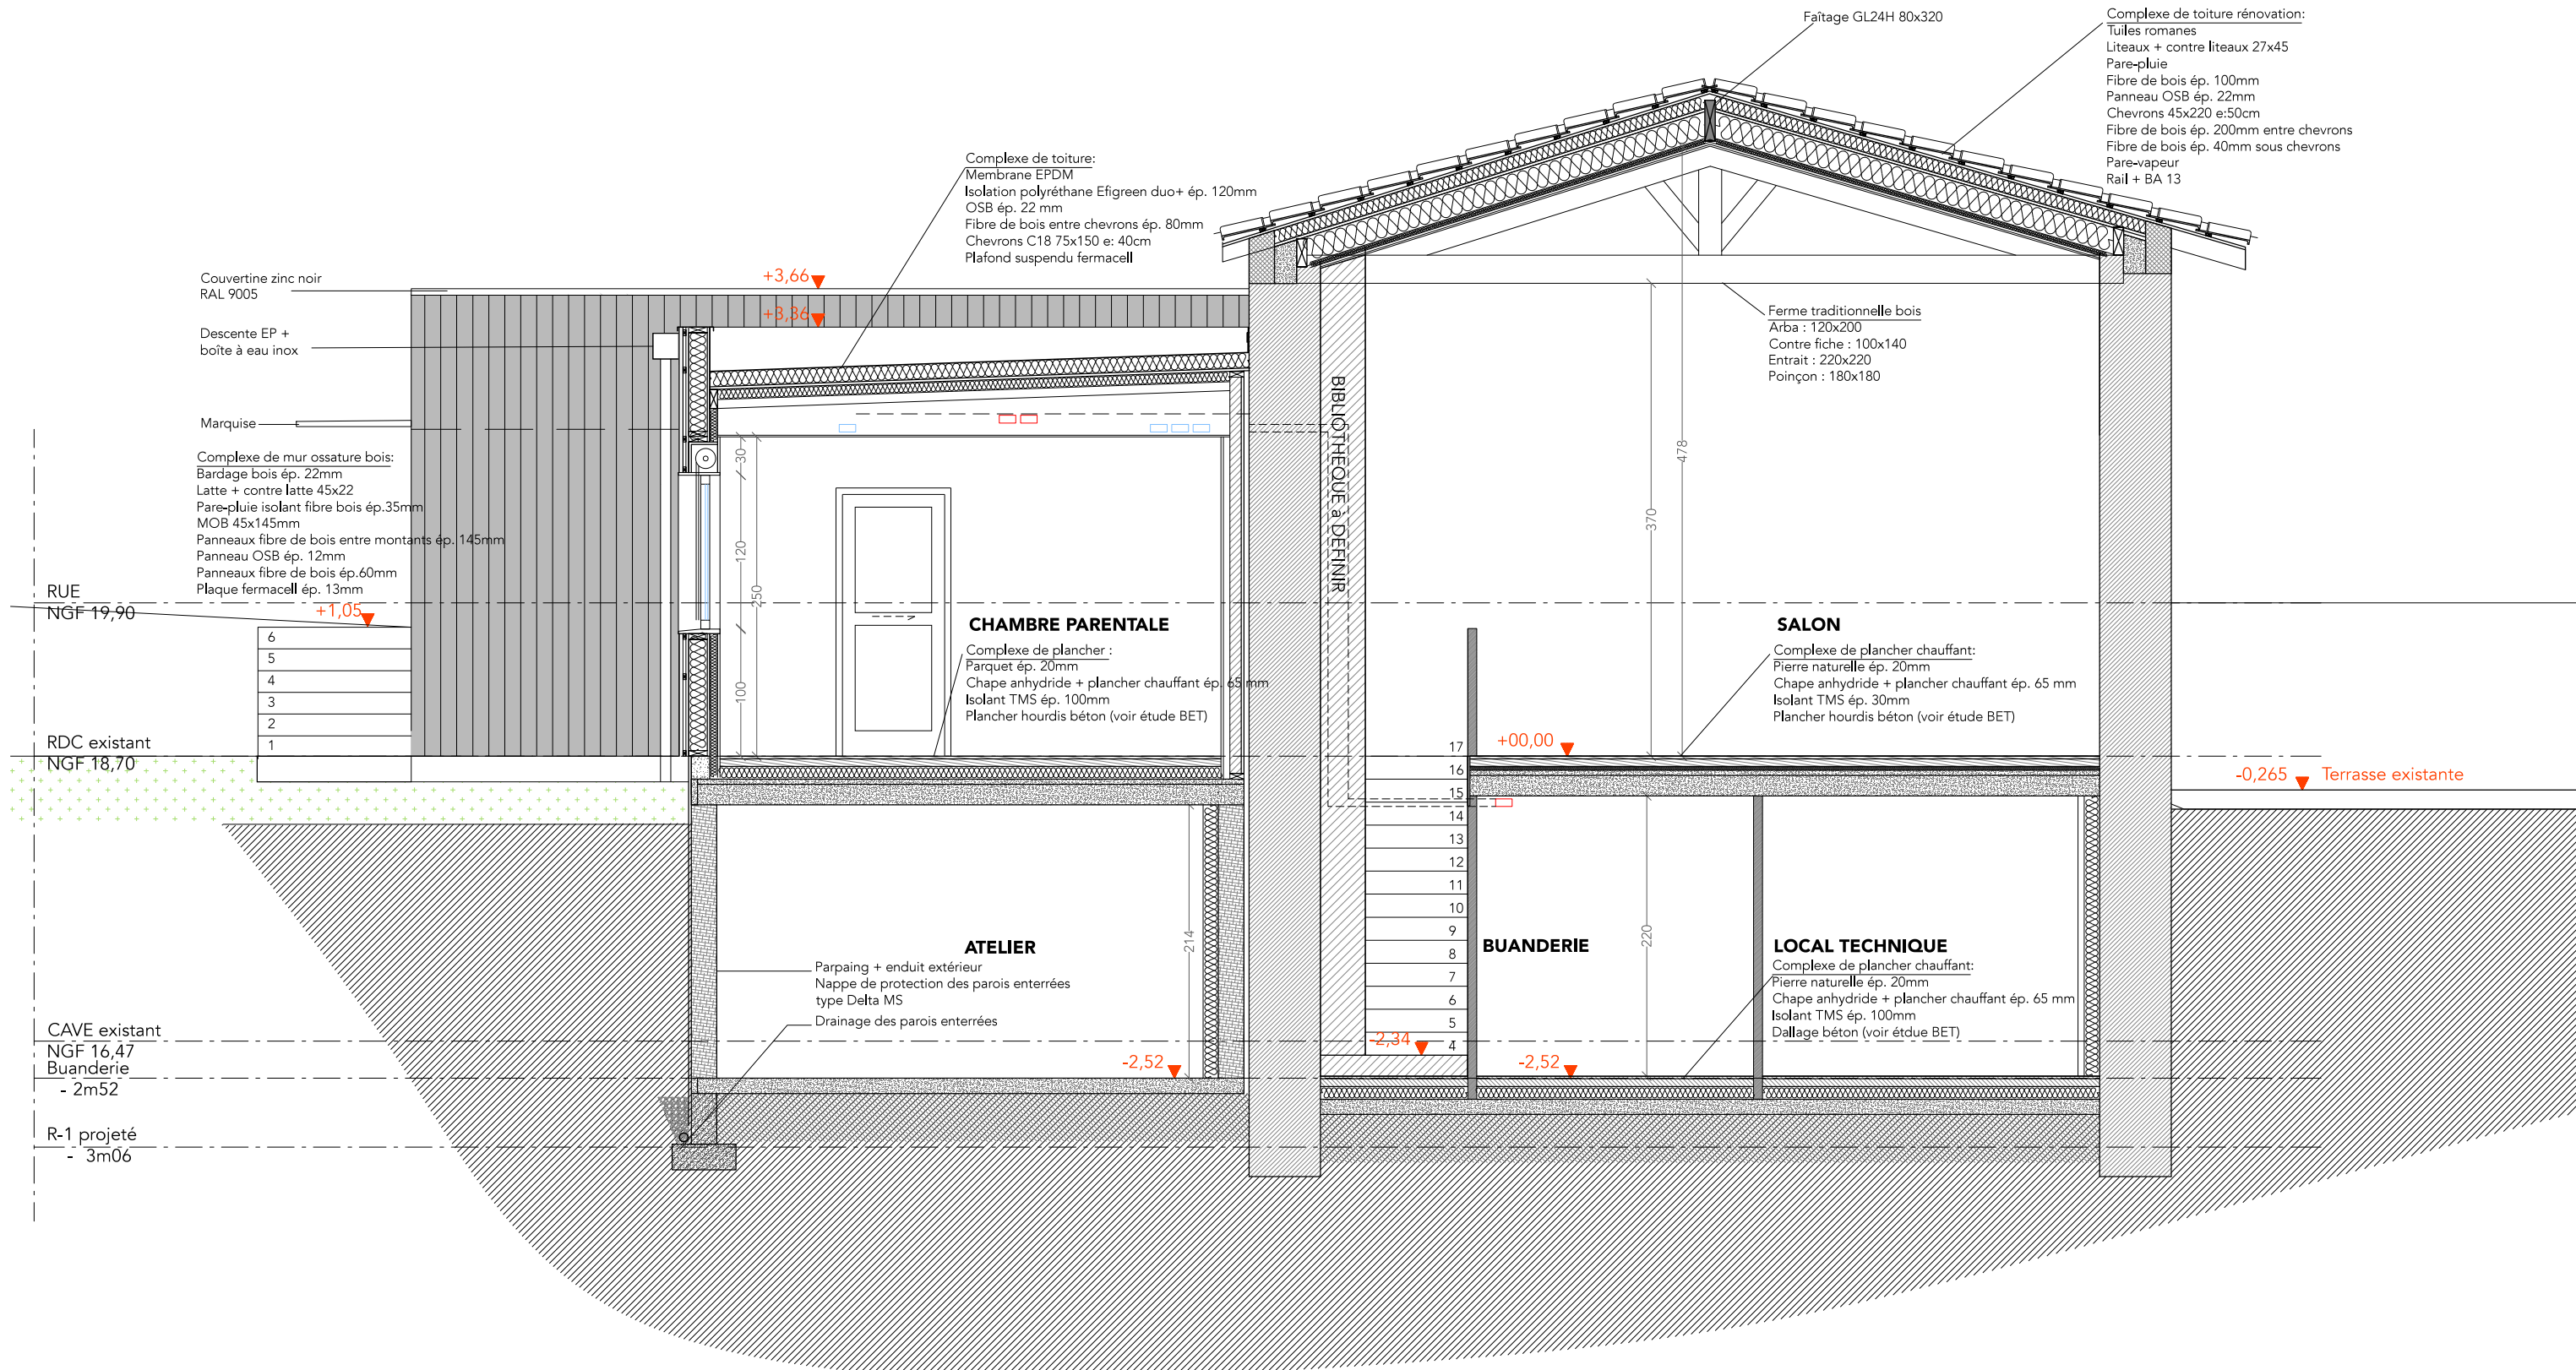 Faîtage GL24H 80x320
Complexe de toiture rénovation:
Tuiles romanes
Liteaux + contre liteaux 27x45
Pare-pluie
Fibre de bois ép. 100mm
Panneau OSB ép. 22mm
Chevrons 45x220 e:50cm
Fibre de bois ép. 200mm entre chevrons
Fibre de bois ép. 40mm sous chevrons
Pare-vapeur
Rail + BA 13
Complexe de toiture:
Membrane EPDM
Isolation polyréthane Efigreen duo+ ép. 120mm
OSB ép. 22 mm
Fibre de bois entre chevrons ép. 80mm
Chevrons C18 75x150 e: 40cm
Plafond suspendu fermacell
Couvertine zinc noir
RAL 9005
+3,66
+3,36
Descente EP +
boîte à eau inox
Ferme traditionnelle bois
Arba : 120x200
Contre fiche : 100x140
Entrait : 220x220
Poinçon : 180x180
Marquise
Complexe de mur ossature bois:
Bardage bois ép. 22mm
Latte + contre latte 45x22
Pare-pluie isolant fibre bois ép.35mm
MOB 45x145mm
Panneaux fibre de bois entre montants ép. 145mm
Panneau OSB ép. 12mm
Panneaux fibre de bois ép.60mm
Plaque fermacell ép. 13mm
30
120
100
250
BIBLIOTHEQUE à DEFINIR
370
478
RUE
NGF 19,90
+1,05
6
5
4
3
2
1
CHAMBRE PARENTALE
Complexe de plancher :
Parquet ép. 20mm
Chape anhydride + plancher chauffant ép. 65 mm
Isolant TMS ép. 100mm
Plancher hourdis béton (voir étude BET)
SALON
Complexe de plancher chauffant:
Pierre naturelle ép. 20mm
Chape anhydride + plancher chauffant ép. 65 mm
Isolant TMS ép. 30mm
Plancher hourdis béton (voir étude BET)
RDC existant
NGF 18,70
+00,00
-0,265
Terrasse existante
17
16
15
14
13
12
11
10
9
8
7
6
5
4
214
220
ATELIER
Parpaing + enduit extérieur
Nappe de protection des parois enterrées
type Delta MS
Drainage des parois enterrées
BUANDERIE
LOCAL TECHNIQUE
Complexe de plancher chauffant:
Pierre naturelle ép. 20mm
Chape anhydride + plancher chauffant ép. 65 mm
Isolant TMS ép. 100mm
Dallage béton (voir étdue BET)
CAVE existant
NGF 16,47
Buanderie
- 2m52
-2,52
-2,34
-2,52
R-1 projeté
- 3m06